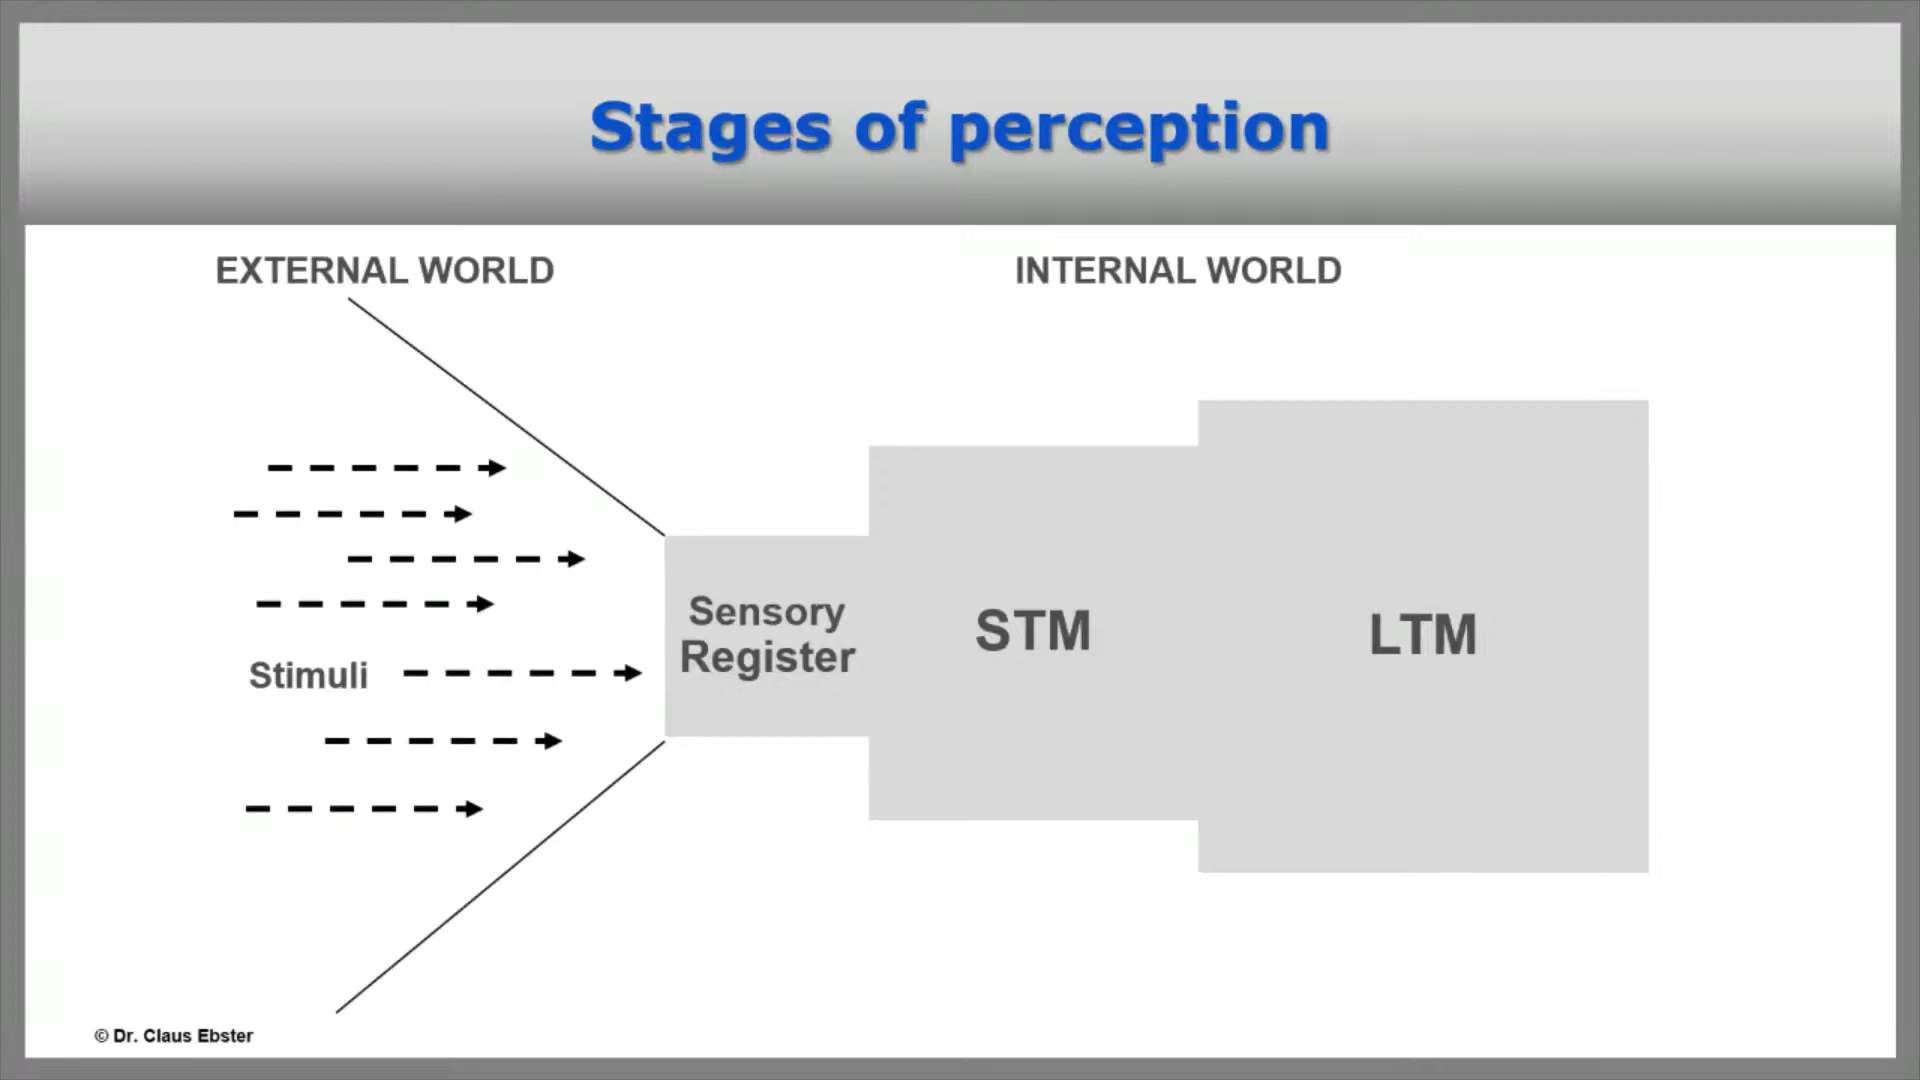 Stages of perception
EXTERNAL WORLD
INTERNAL WORLD
Sensory
Register
STM
LTM
Stimuli
© Dr. Claus Ebster